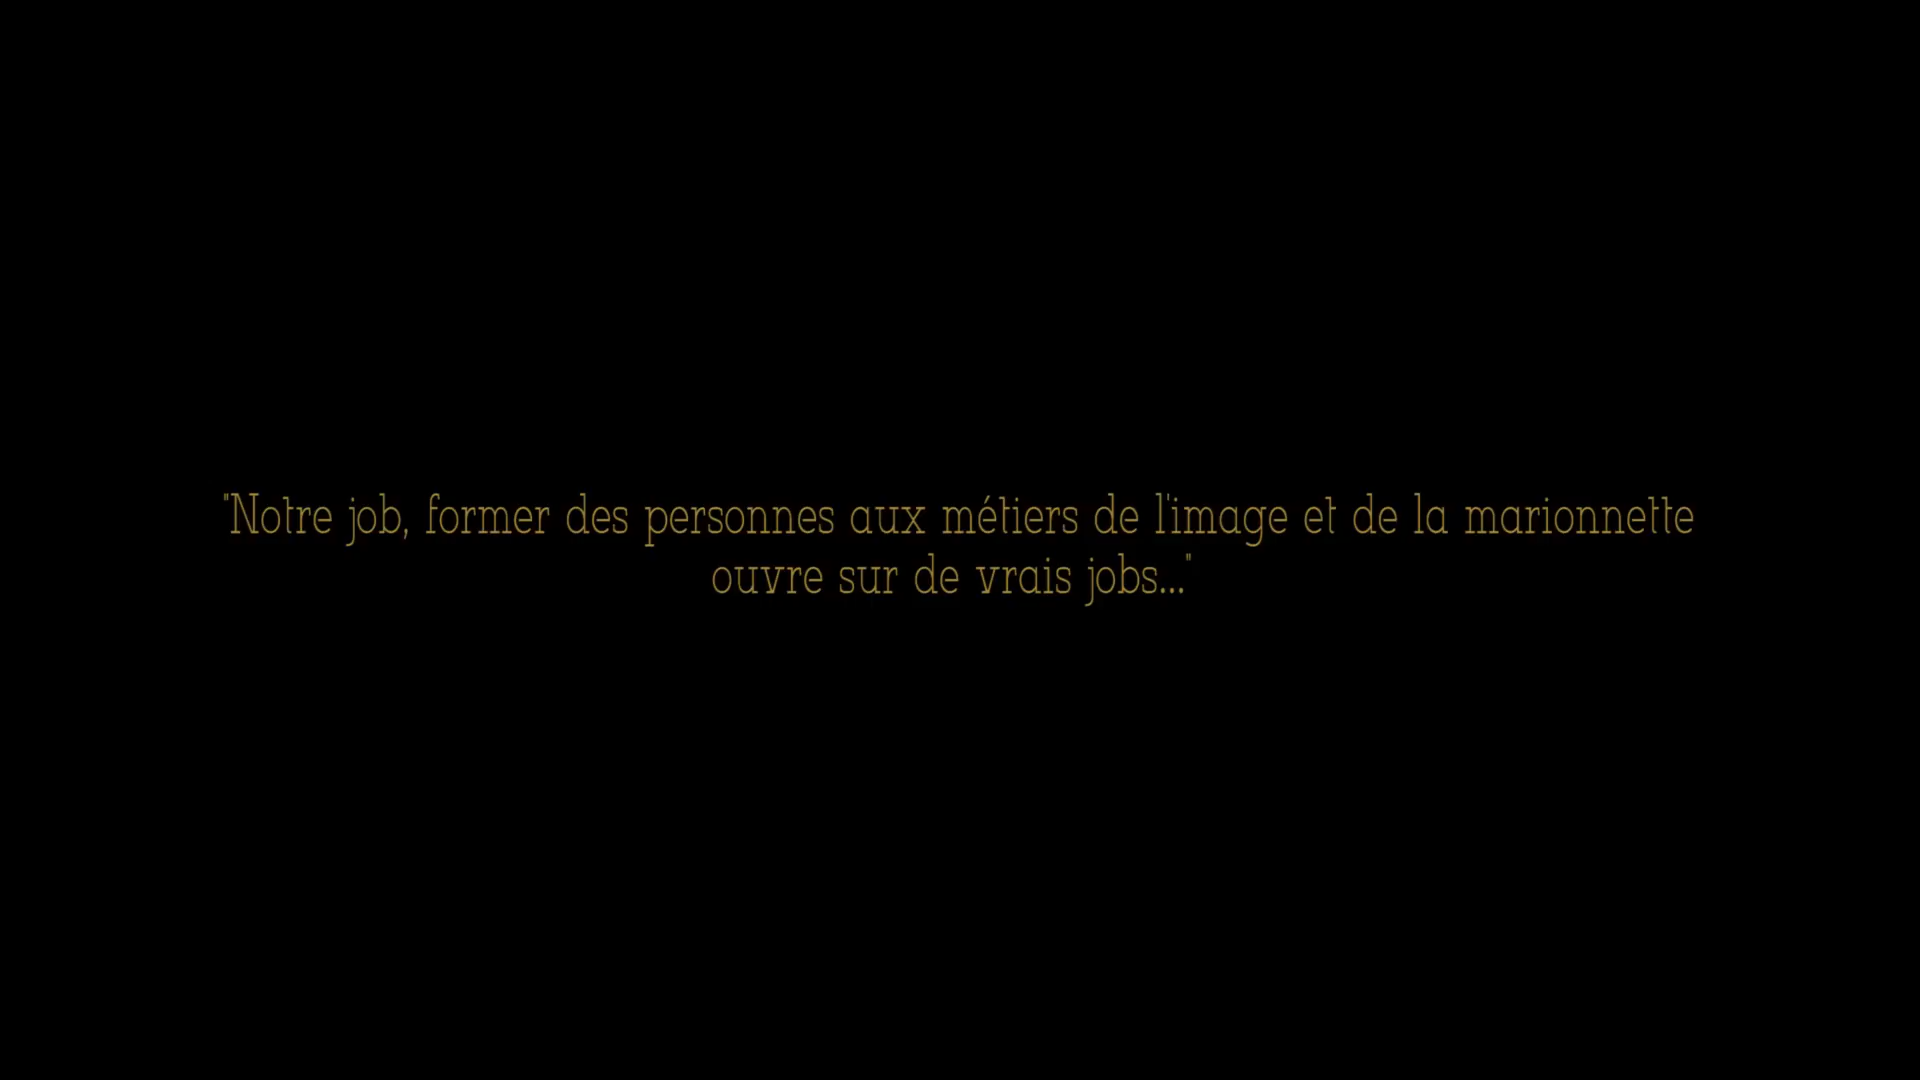 "Notre job, former des personnes aux métiers de l'image et de la marionnette
ouvre sur de vrais jobs..."